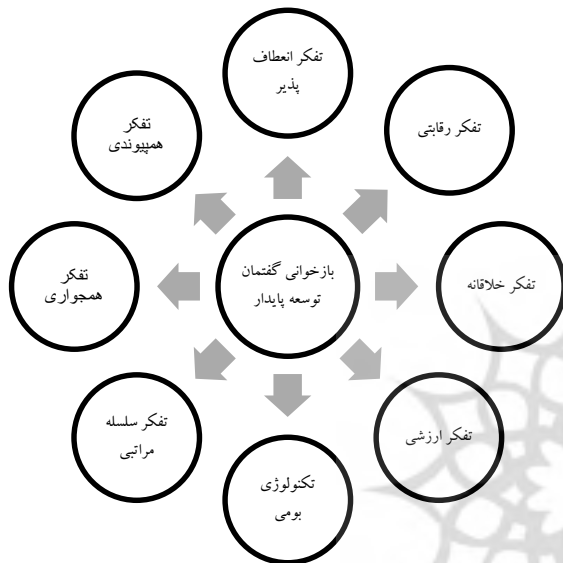 تفکر انعطاف
پذیر
تفکر رقابتی
تفکر خلاقانه
تفکر ارزشی
تکنولوژی
بومی
تفکر سلسله
مراتبی
تفکر
همجواری
تفکر
همپیوندی
بازخوانی گفتمان
توسعه پایدار